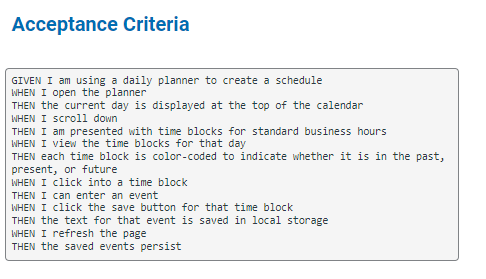 Acceptance Criteria
GIVEN I am using a daily planner to create a schedule
WHEN I open the planner
THEN the current day is displayed at the top of the calendar
WHEN I scroll down
THEN I am presented with time blocks for standard business hours
WHEN I view the time blocks for that day
THEN each time block is color-coded to indicate whether it is in the past,
present, or future
WHEN I click into a time block
THEN I can enter an event
WHEN I click the save button for that time block
THEN the text for that event is saved in local storage
WHEN I refresh the page
THEN the saved events persist